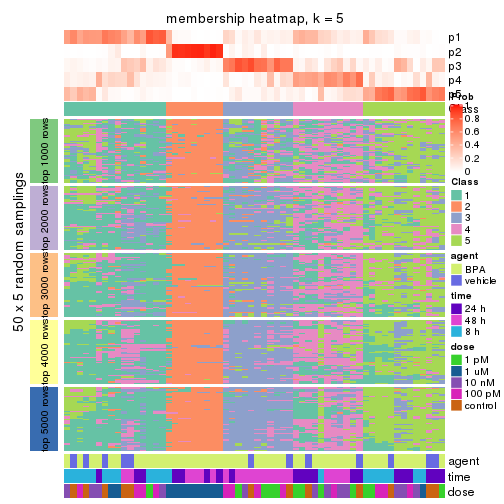 membership heatmap, k = 5
p1
p2
p3
p4
p5
Prob
1
0.8
0.6
0.4
0.2
0
Class
Class
1
2
3
4
5
agent
BPA
vehicle
time
24 h
48 h
8 h
dose
1 pM
1 uM
10 nM
100 pM
control
50 x 5 random samplings
top 1000 rows
top 2000 rows
top 3000 rows
top 4000 rows
top 5000 rows
agent
time
dose